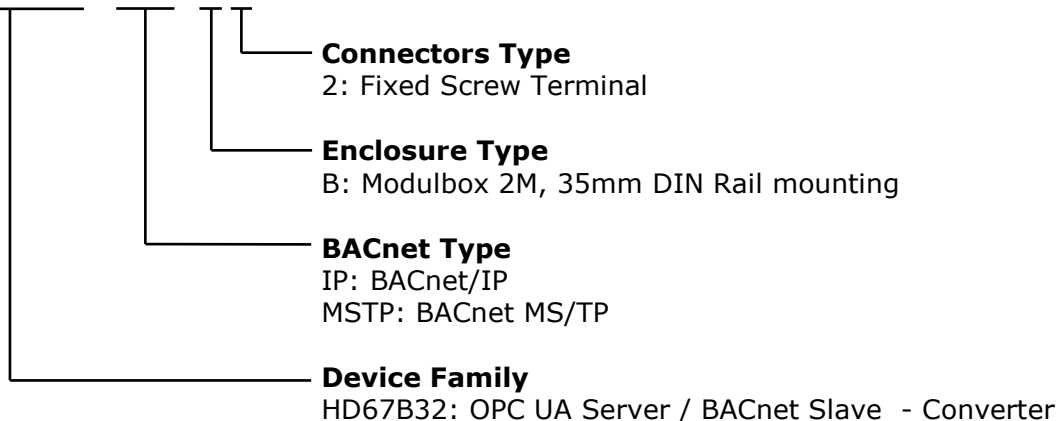 Connectors Type
2: Fixed Screw Terminal
Enclosure Type
B: Modulbox 2M, 35mm DIN Rail mounting
BACnet Type
IP: BACnet/IP
MSTP: BACnet MS/TP
Device Family
HD67B32: OPC UA Server / BACnet Slave  - Converter